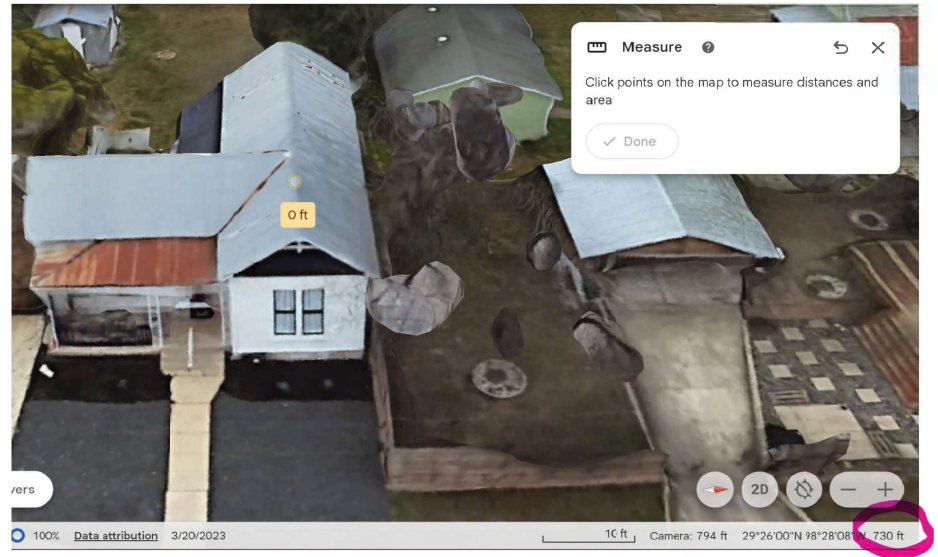 Measure
Click points on the map to measure distances and
area
Done
0 ft
2D
yers
100% Data attribution 3/20/2023 10 ft Camera: 794 ft 29°26'00"N 98°28'08"W 730 ft